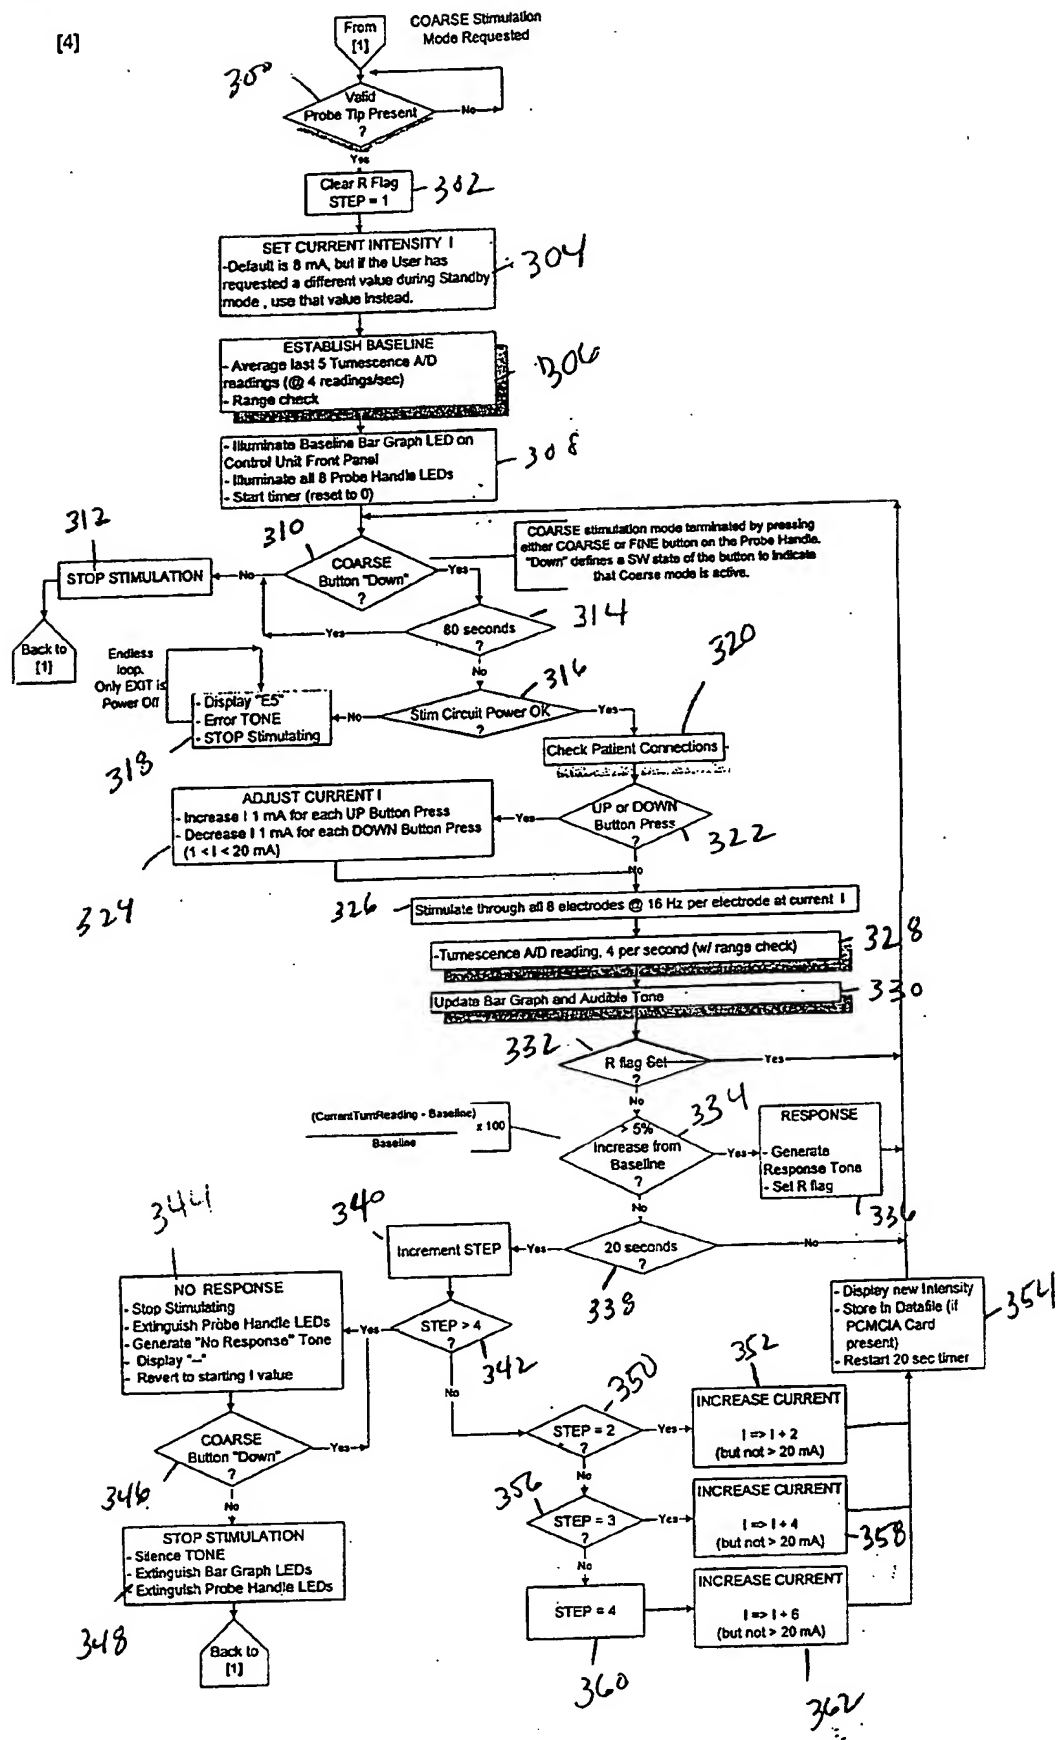 [4]
From
[1]
COARSE Stimulation
Mode Requested
300
Valid
Probe Tip Present
?
No
Yes
Clear R Flag
STEP = 1
302
SET CURRENT INTENSITY I
-Default is 8 mA, but if the User has
requested a different value during Standby
mode , use that value instead.
304
ESTABLISH BASELINE
- Average last 5 Tumescence A/D
readings (@ 4 readings/sec)
- Range check
306
- Illuminate Baseline Bar Graph LED on
Control Unit Front Panel
- Illuminate all 8 Probe Handle LEDs
- Start timer (reset to 0)
308
312
310
STOP STIMULATION
No
COARSE
Button "Down"
?
Yes
COARSE stimulation mode terminated by pressing
either COARSE or FINE button on the Probe Handle.
"Down" defines a SW state of the button to indicate
that Coarse mode is active.
Back to
[1]
Yes
80 seconds
?
314
Endless
loop.
Only EXIT is
Power Off
No
316
320
- Display "E5"
- Error TONE
- STOP Stimulating
318
No
Stim Circuit Power OK
?
Yes
Check Patient Connections
ADJUST CURRENT I
- Increase I 1 mA for each UP Button Press
- Decrease I 1 mA for each DOWN Button Press
(1 < I < 20 mA)
324
Yes
UP or DOWN
Button Press
?
322
No
326
Stimulate through all 8 electrodes @ 16 Hz per electrode at current I
-Tumescence A/D reading, 4 per second (w/ range check)
328
Update Bar Graph and Audible Tone
330
332
R flag Set
?
Yes
No
(CurrentTumReading - Baseline)
Baseline
x 100
334
> 5%
Increase from
Baseline
?
Yes
RESPONSE
- Generate
Response Tone
- Set R flag
336
No
344
340
Increment STEP
Yes
20 seconds
?
No
338
NO RESPONSE
- Stop Stimulating
- Extinguish Probe Handle LEDs
- Generate "No Response" Tone
- Display "--"
- Revert to starting I value
Yes
STEP > 4
?
342
No
- Display new Intensity
- Store in Datafile (if
PCMCIA Card
present)
- Restart 20 sec timer
354
350
352
STEP = 2
?
Yes
INCREASE CURRENT
I => I + 2
(but not > 20 mA)
COARSE
Button "Down"
?
Yes
346
No
No
356
STEP = 3
?
Yes
INCREASE CURRENT
I => I + 4
(but not > 20 mA)
358
STOP STIMULATION
- Silence TONE
- Extinguish Bar Graph LEDs
- Extinguish Probe Handle LEDs
348
No
STEP = 4
360
INCREASE CURRENT
I => I + 6
(but not > 20 mA)
362
Back to
[1]